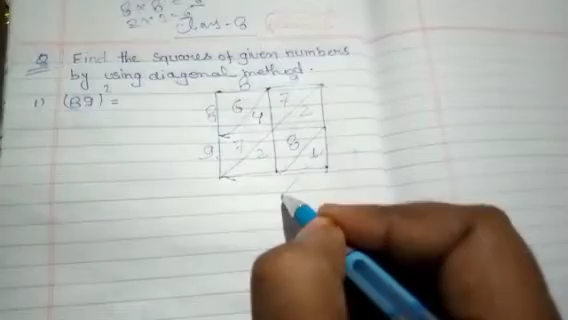 Q Find the squares of given numbers
by using diagonal method.
1) (89)² =
8
8 6 4 7 2
9 7 2 8 1